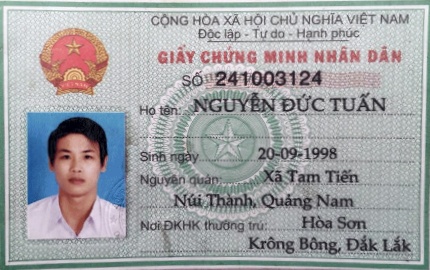 CỘNG HÒA XÃ HỘI CHỦ NGHĨA VIỆT NAM
Độc lập - Tự do - Hạnh phúc
GIẤY CHỨNG MINH NHÂN DÂN
SỐ 241003124
Họ tên: NGUYỄN ĐỨC TUẤN
Sinh ngày 20-09-1998
Nguyên quán: Xã Tam Tiến
Núi Thành, Quảng Nam
Nơi ĐKHK thường trú: Hòa Sơn
Krông Bông, Đắk Lắk